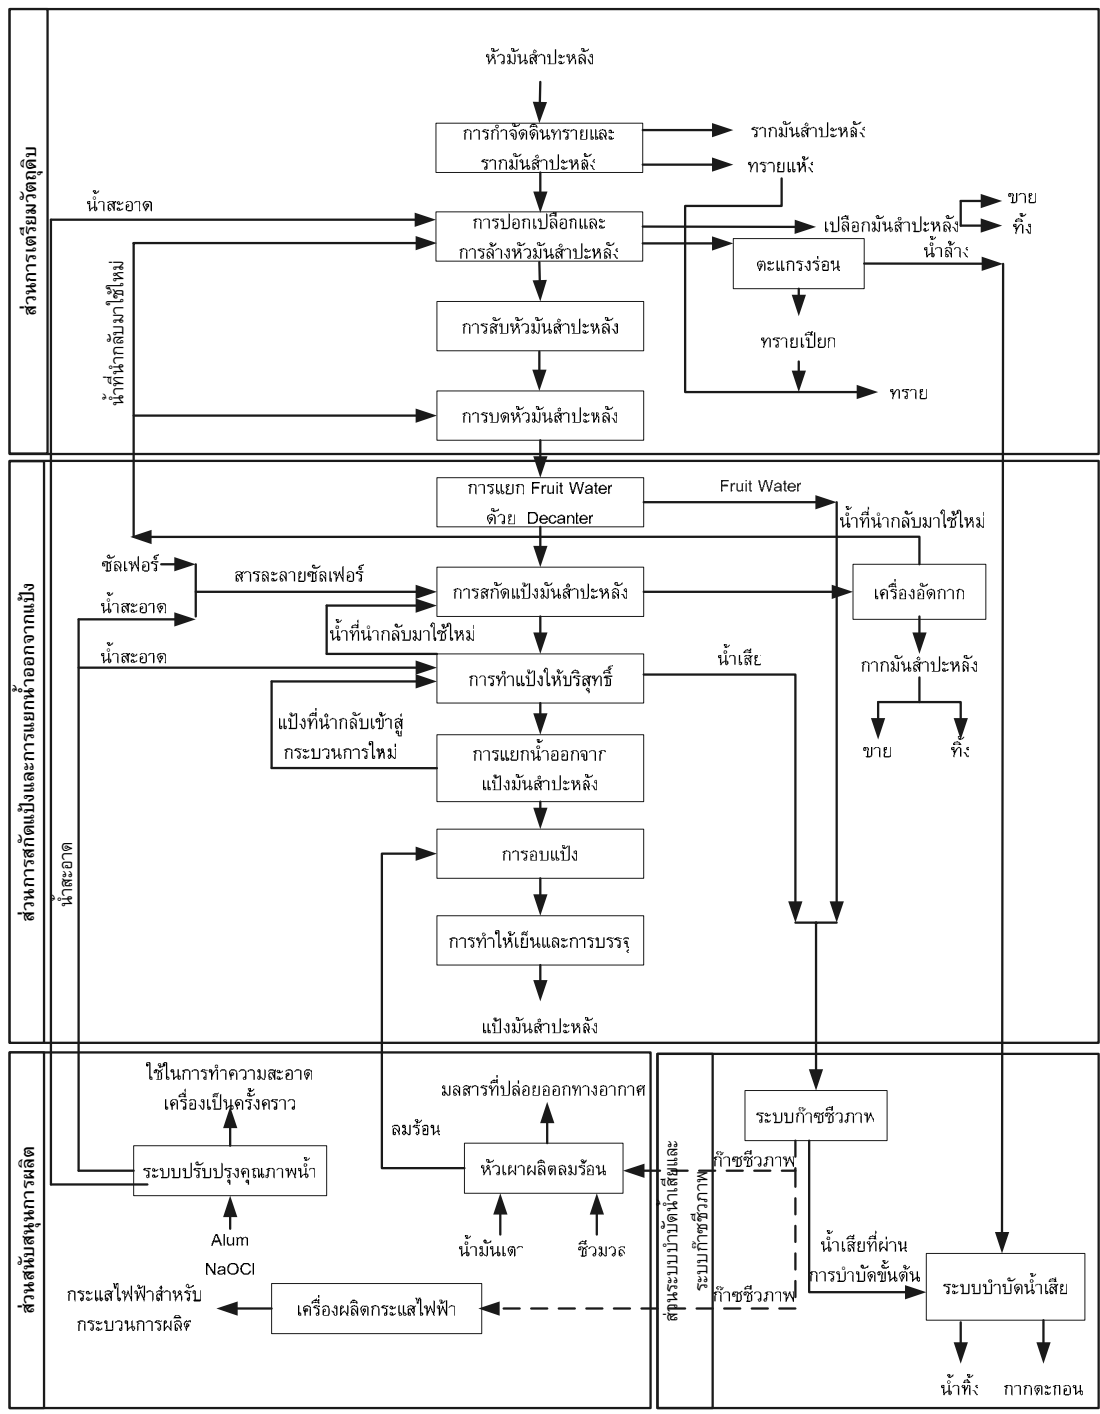 ส่วนการเตรียมวัตถุดิบ
หัวมันสำปะหลัง
การกำจัดดินทรายและ
รากมันสำปะหลัง
รากมันสำปะหลัง
ทรายแห้ง
น้ำสะอาด
การปอกเปลือกและ
การล้างหัวมันสำปะหลัง
เปลือกมันสำปะหลัง
ขาย
ทิ้ง
ตะแกรงร่อน
น้ำล้าง
น้ำที่นำกลับมาใช้ใหม่
การสับหัวมันสำปะหลัง
ทรายเปียก
ทราย
การบดหัวมันสำปะหลัง
ส่วนการสกัดแป้งและการแยกน้ำออกจากแป้ง
การแยก Fruit Water
ด้วย Decanter
Fruit Water
น้ำที่นำกลับมาใช้ใหม่
ซัลเฟอร์
สารละลายซัลเฟอร์
การสกัดแป้งมันสำปะหลัง
เครื่องอัดกาก
น้ำสะอาด
น้ำที่นำกลับมาใช้ใหม่
น้ำสะอาด
การทำแป้งให้บริสุทธิ์
น้ำเสีย
กากมันสำปะหลัง
ขาย
ทิ้ง
แป้งที่นำกลับเข้าสู่
กระบวนการใหม่
การแยกน้ำออกจาก
แป้งมันสำปะหลัง
น้ำสะอาด
การอบแป้ง
การทำให้เย็นและการบรรจุ
แป้งมันสำปะหลัง
ส่วนสนับสนุนการผลิต
ใช้ในการทำความสะอาด
เครื่องเป็นครั้งคราว
ระบบปรับปรุงคุณภาพน้ำ
Alum
NaOCl
ลมร้อน
มลสารที่ปล่อยออกทางอากาศ
หัวเผาผลิตลมร้อน
น้ำมันเตา
ชีวมวล
กระแสไฟฟ้าสำหรับ
กระบวนการผลิต
เครื่องผลิตกระแสไฟฟ้า
ส่วนระบบบำบัดน้ำเสียและ
ระบบก๊าซชีวภาพ
ระบบก๊าซชีวภาพ
ก๊าซชีวภาพ
น้ำเสียที่ผ่าน
การบำบัดขั้นต้น
ก๊าซชีวภาพ
ระบบบำบัดน้ำเสีย
น้ำทิ้ง
กากตะกอน